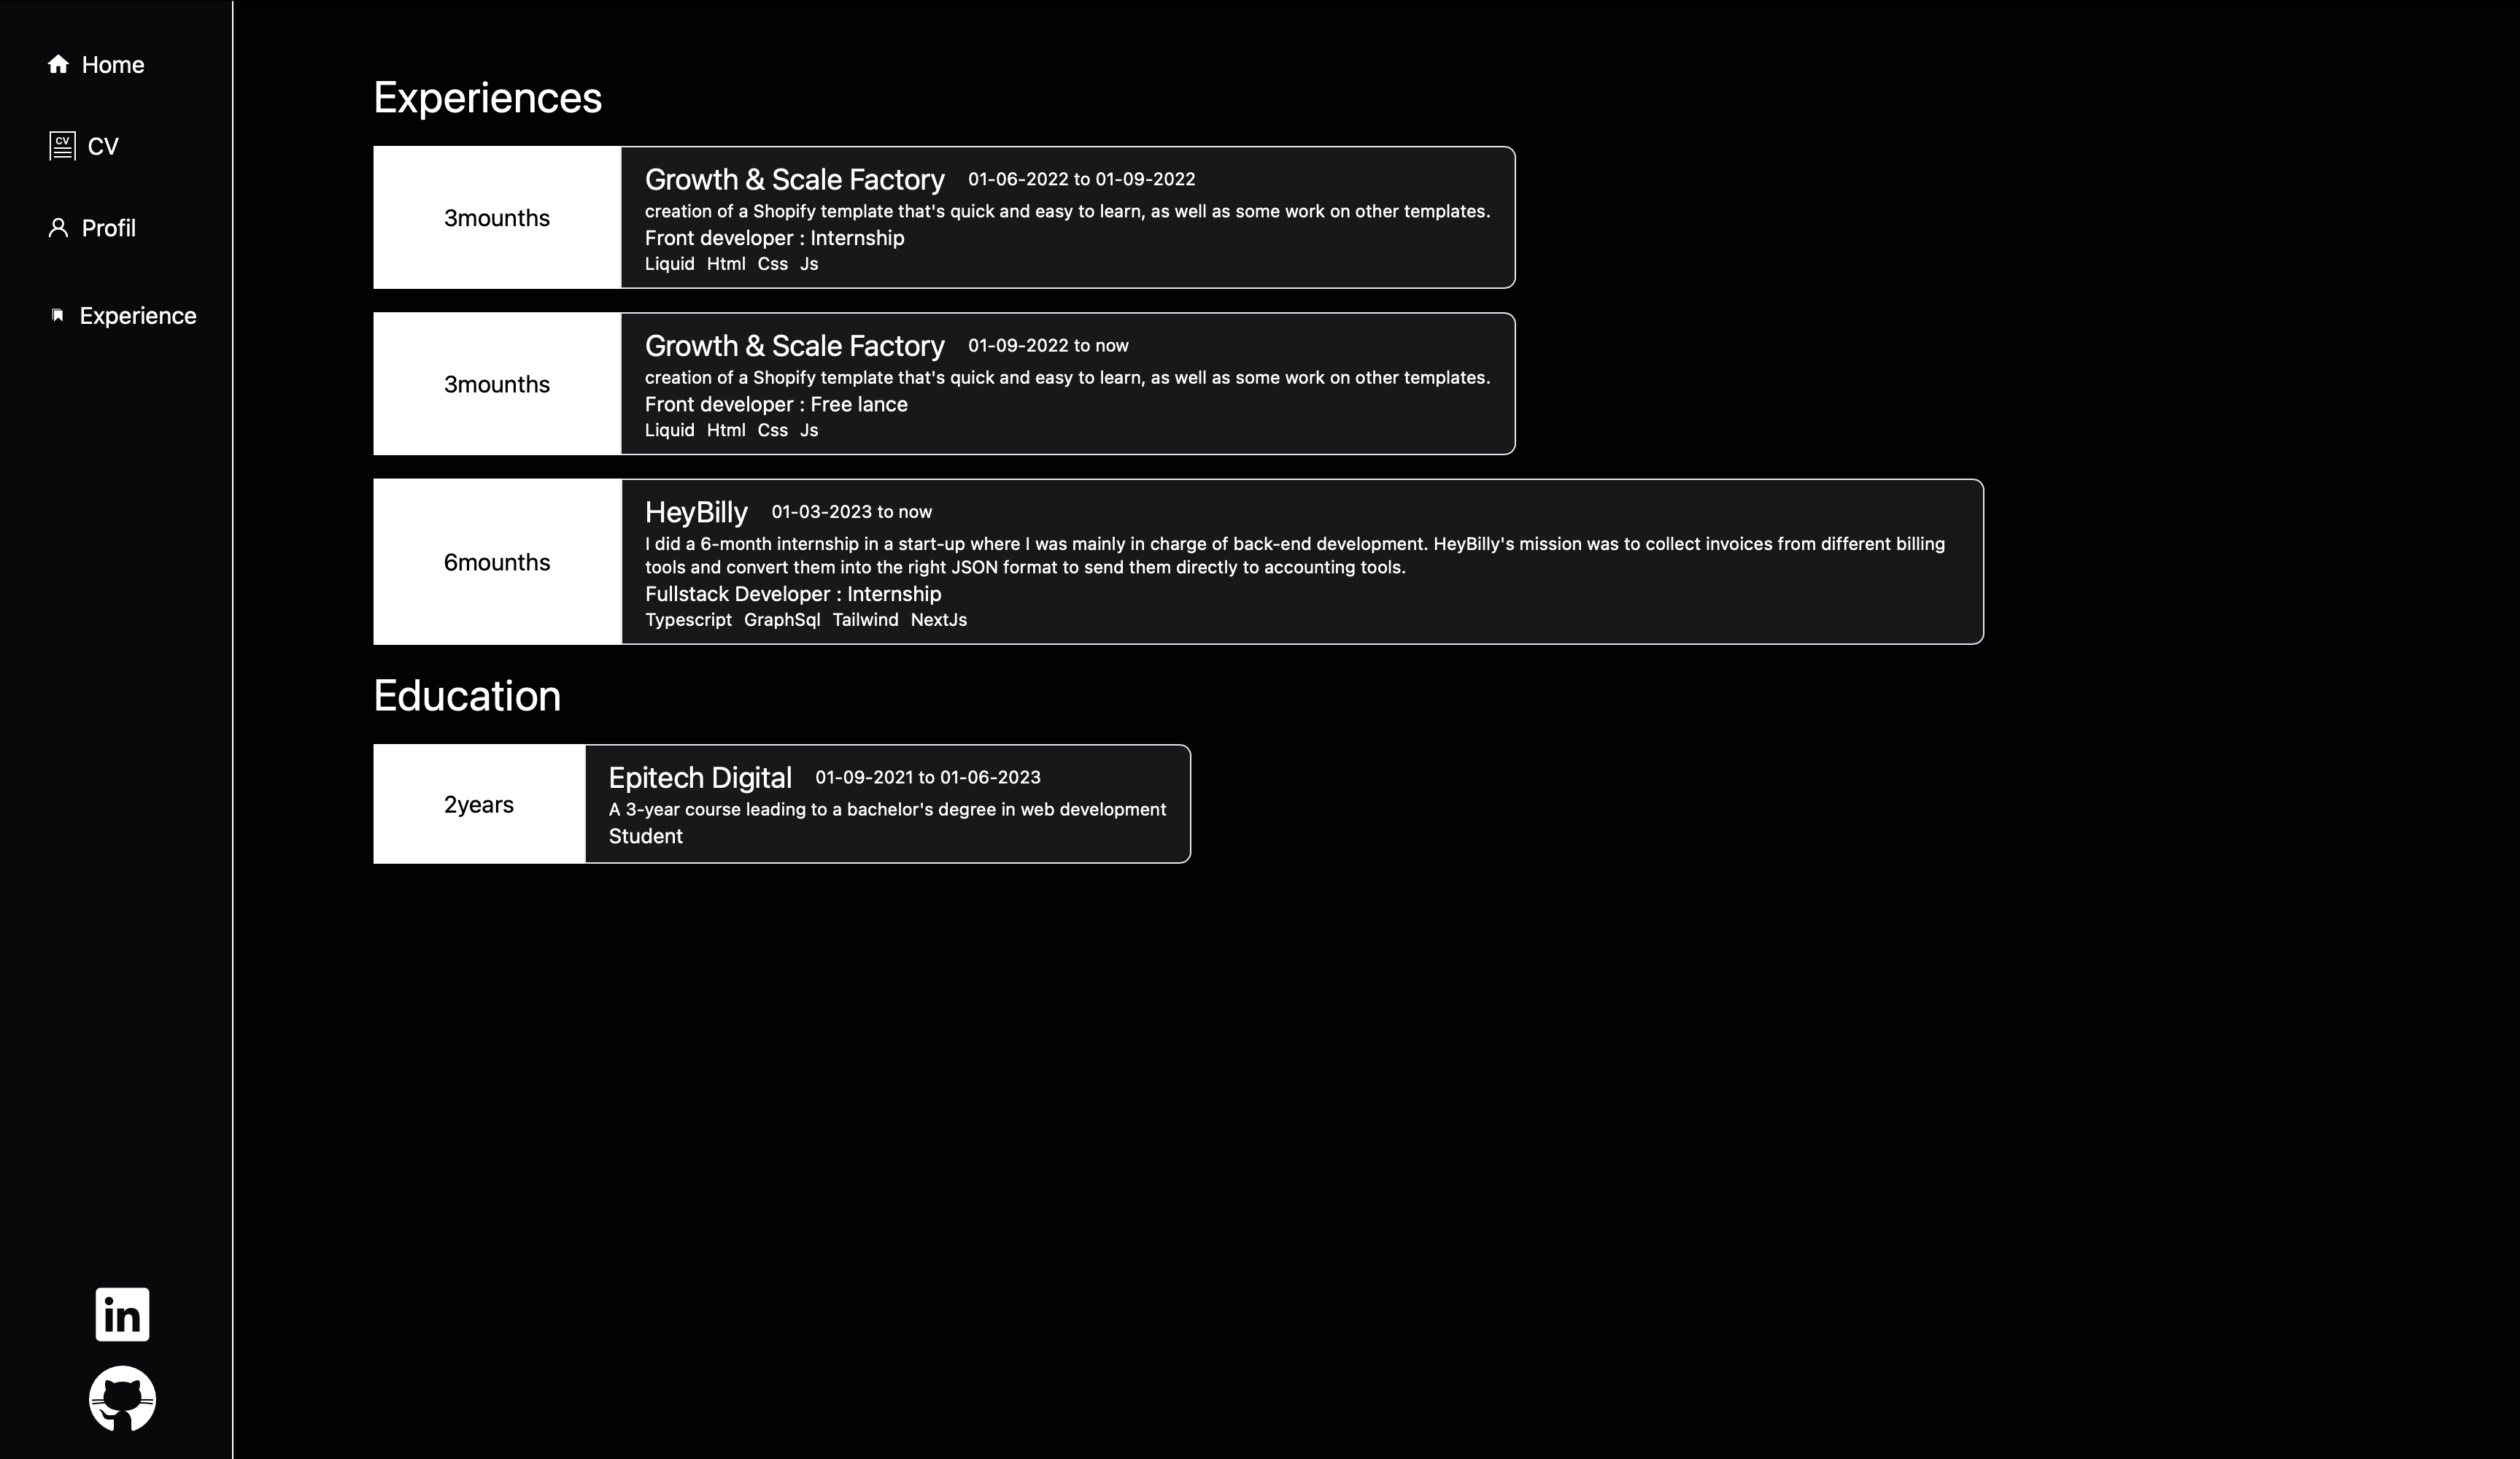 Home
CV
CV
Profil
Experience
Experiences
3mounths
Growth & Scale Factory 01-06-2022 to 01-09-2022
creation of a Shopify template that's quick and easy to learn, as well as some work on other templates.
Front developer : Internship
Liquid Html Css Js
3mounths
Growth & Scale Factory 01-09-2022 to now
creation of a Shopify template that's quick and easy to learn, as well as some work on other templates.
Front developer : Free lance
Liquid Html Css Js
6mounths
HeyBilly 01-03-2023 to now
I did a 6-month internship in a start-up where I was mainly in charge of back-end development. HeyBilly's mission was to collect invoices from different billing
tools and convert them into the right JSON format to send them directly to accounting tools.
Fullstack Developer : Internship
Typescript GraphSql Tailwind NextJs
Education
2years
Epitech Digital 01-09-2021 to 01-06-2023
A 3-year course leading to a bachelor's degree in web development
Student
in